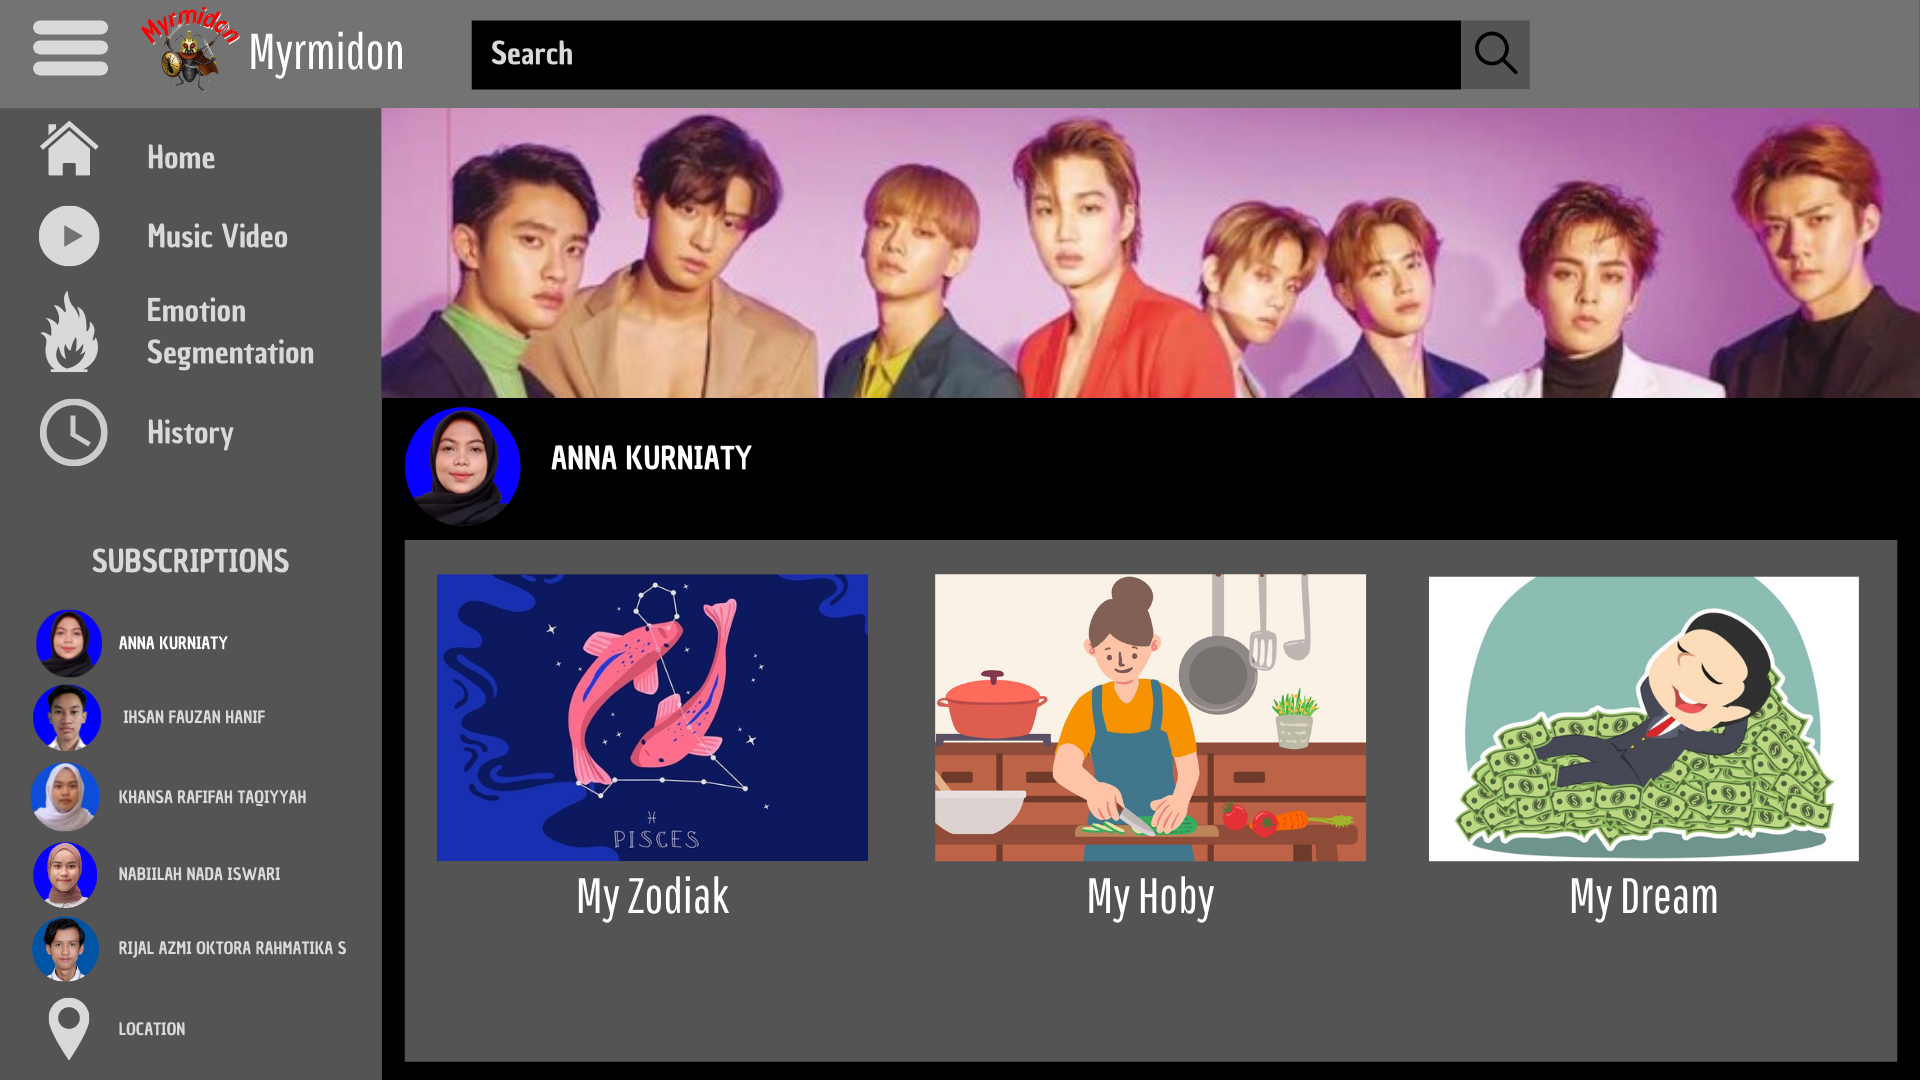 Myrmidon
Myrmidon
Search
Home
Music Video
Emotion
Segmentation
History
SUBSCRIPTIONS
ANNA KURNIATY
IHSAN FAUZAN HANIF
KHANSA RAFIFAH TAQIYYAH
NABIILAH NADA ISWARI
RIJAL AZMI OKTORA RAHMATIKA S
LOCATION
ANNA KURNIATY
PISCES
My Zodiak
My Hoby
My Dream